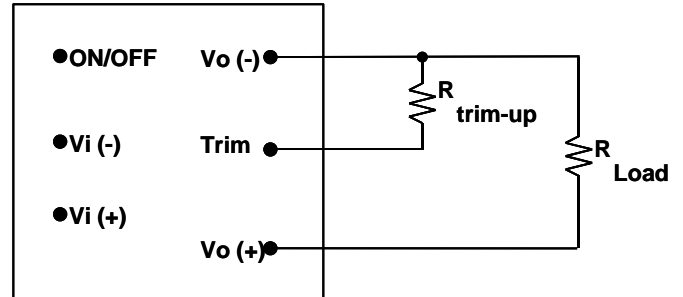 ON/OFF Vo (-)
R
trim-up
Vi (-) Trim
R
Load
Vi (+)
Vo (+)